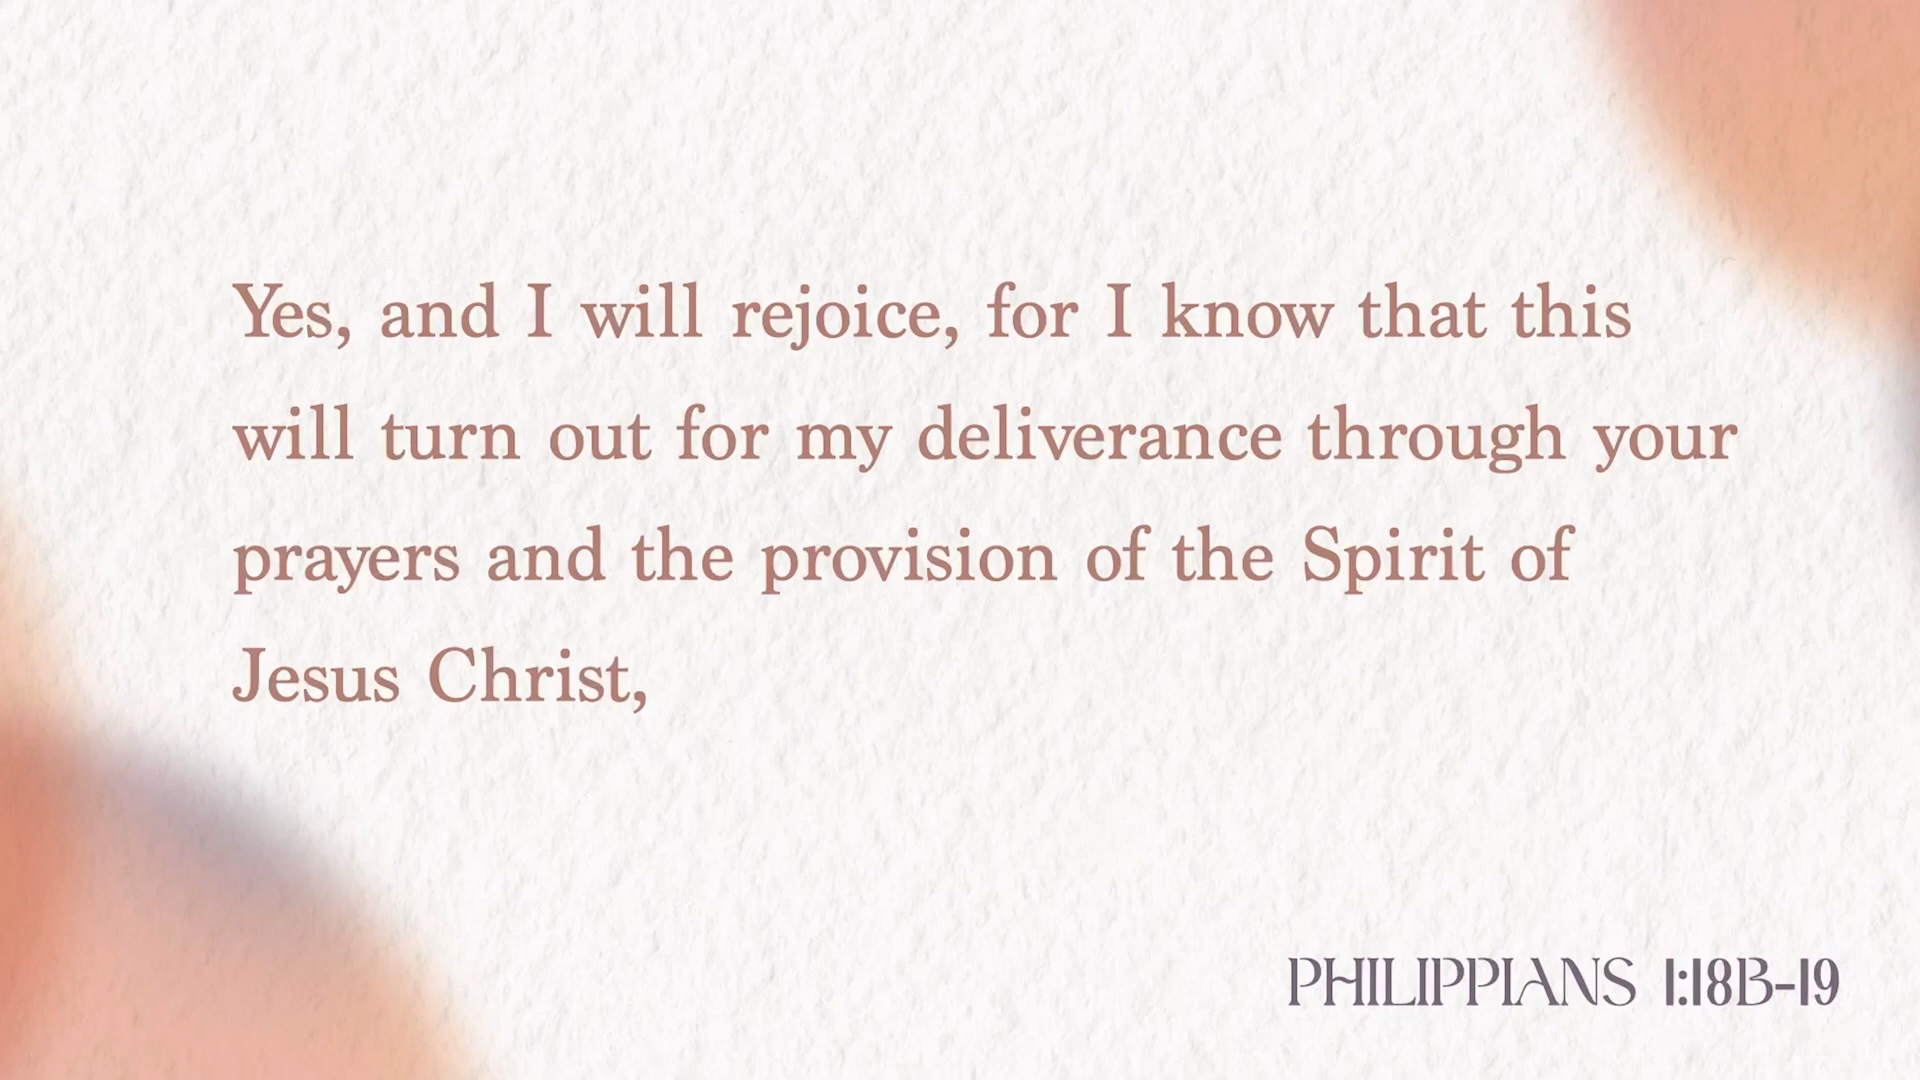 Yes, and I will rejoice, for I know that this
will turn out for my deliverance through your
prayers and the provision of the Spirit of
Jesus Christ,
PHILIPPIANS 1:18B-19